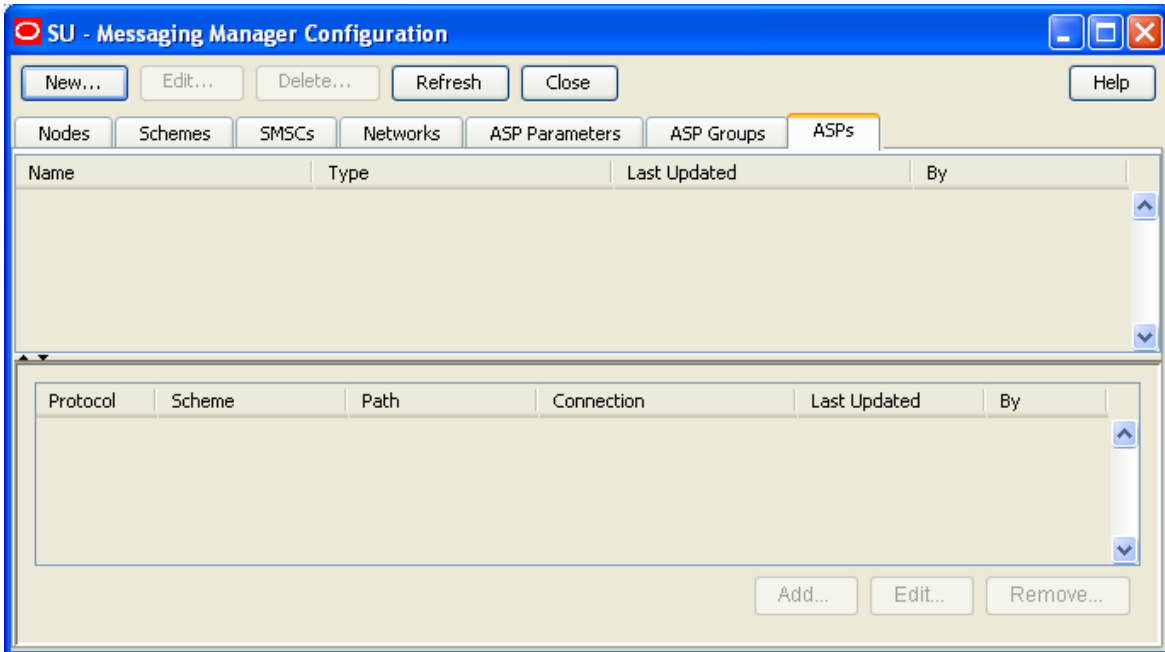 SU - Messaging Manager Configuration
New... Edit... Delete... Refresh Close Help
Nodes Schemes SMSCs Networks ASP Parameters ASP Groups ASPs
Name Type Last Updated By
Protocol Scheme Path Connection Last Updated By
Add... Edit... Remove...